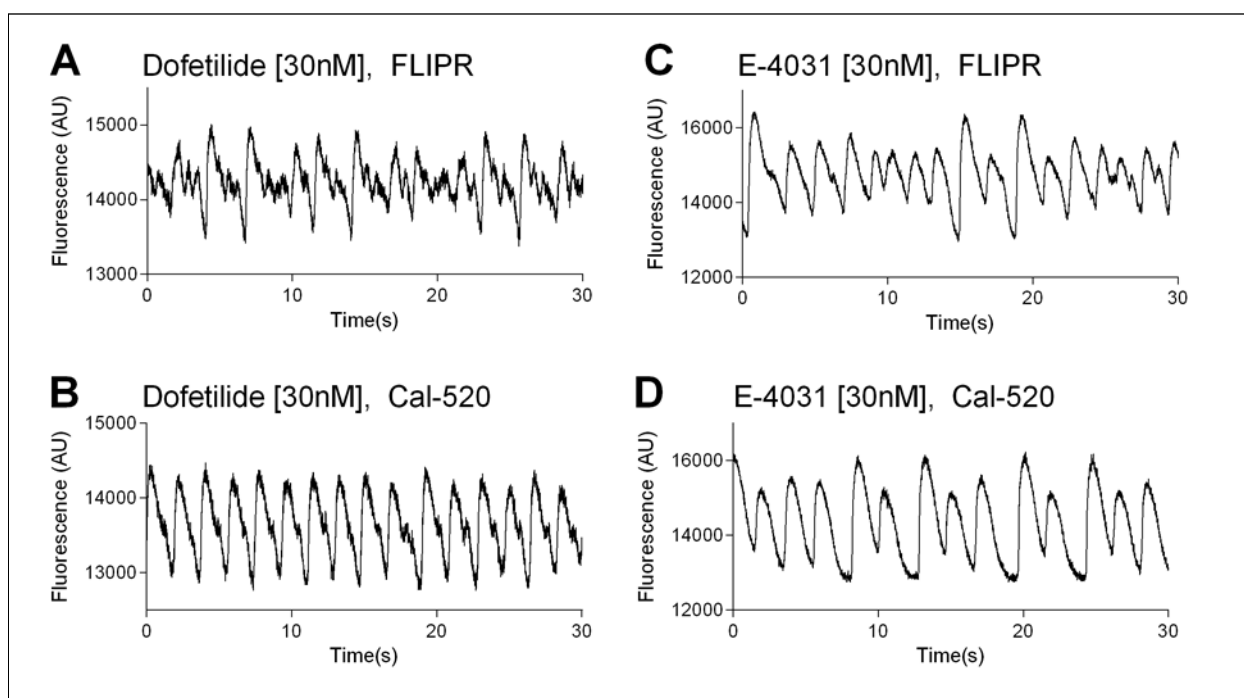 A
Dofetilide [30nM], FLIPR
Fluorescence (AU)
15000
14000
13000
0 10 20 30
Time(s)
C
E-4031 [30nM], FLIPR
Fluorescence (AU)
16000
14000
12000
0 10 20 30
Time(s)
B
Dofetilide [30nM], Cal-520
Fluorescence (AU)
15000
14000
13000
0 10 20 30
Time(s)
D
E-4031 [30nM], Cal-520
Fluorescence (AU)
16000
14000
12000
0 10 20 30
Time(s)